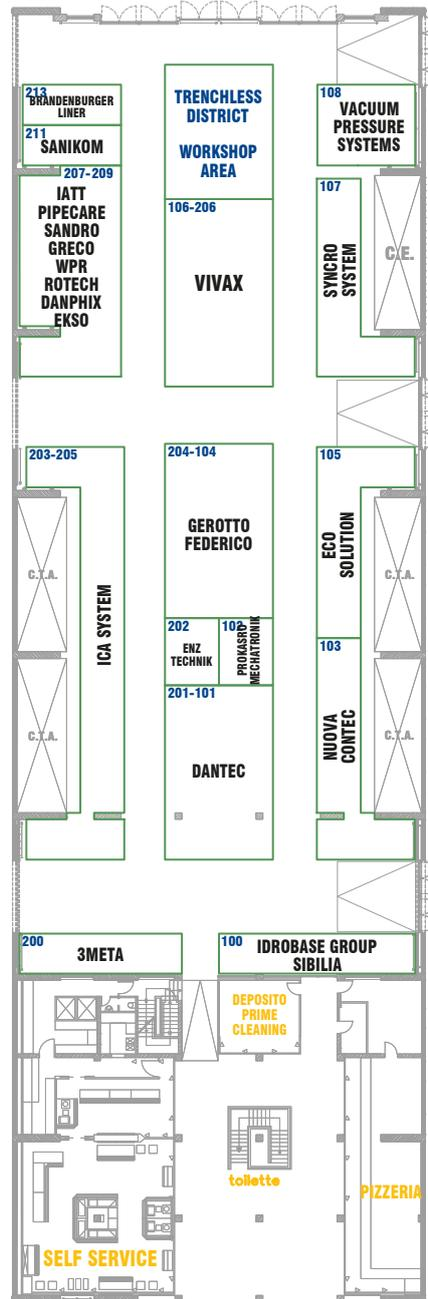 213
BRANDENBURGER
LINER
211
SANIKOM
207-209
IATT
PIPECARE
SANDRO
GRECO
WPR
ROTECH
DANPHIX
EKSO
TRENCHLESS
DISTRICT
WORKSHOP
AREA
106-206
VIVAX
108
VACUUM
PRESSURE
SYSTEMS
107
SYNCRO
SYSTEM
C.E.
203-205
ICA SYSTEM
C.T.A.
C.T.A.
204-104
GEROTTO
FEDERICO
202
ENZ
TECHNIK
102
PROKASRO
MECHATRONIK
201-101
DANTEC
105
ECO
SOLUTION
C.T.A.
103
NUOVA
CONTEC
C.T.A.
200
3META
100
IDROBASE GROUP
SIBILIA
DEPOSITO
PRIME
CLEANING
toilette
PIZZERIA
SELF SERVICE